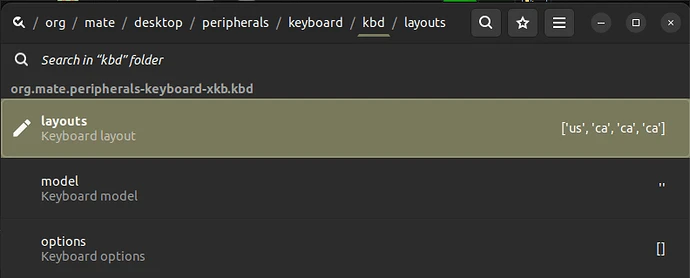 / org / mate / desktop / peripherals / keyboard / kbd / layouts
Search in “kbd” folder
org.mate.peripherals-keyboard-xkb.kbd
layouts
Keyboard layout
['us', 'ca', 'ca', 'ca']
model
Keyboard model
''
options
Keyboard options
[]